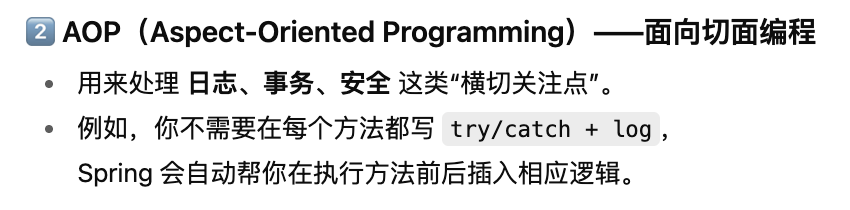 2️⃣ AOP（Aspect-Oriented Programming）——面向切面编程
• 用来处理 日志、事务、安全 这类“横切关注点”。
• 例如，你不需要在每个方法都写 try/catch + log，
Spring 会自动帮你在执行方法前后插入相应逻辑。